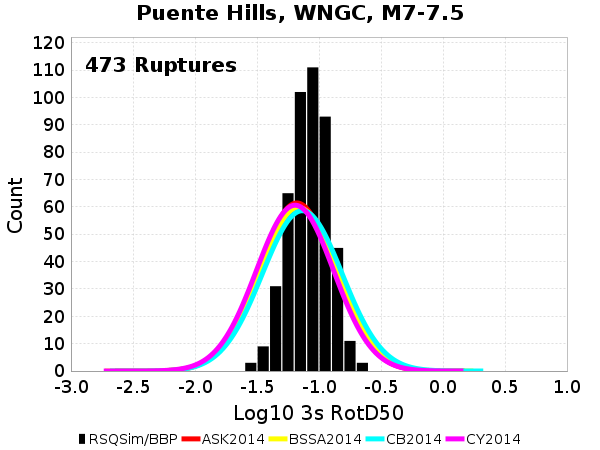 Puente Hills, WNGC, M7-7.5
473 Ruptures
Count
120
110
100
90
80
70
60
50
40
30
20
10
0
-3.0 -2.5 -2.0 -1.5 -1.0 -0.5 0.0 0.5 1.0
Log10 3s RotD50
RSQSim/BBP ASK2014 BSSA2014 CB2014 CY2014